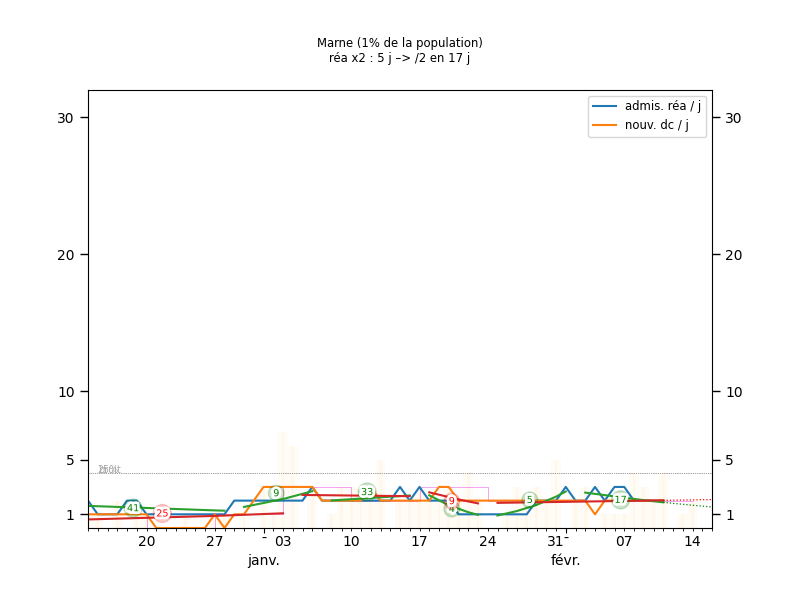 Marne (1% de la population)
réa x2 : 5 j –> /2 en 17 j
admis. réa / j
nouv. dc / j
30 30
20 20
10 10
5 5
1 1
41 25 9 33 9 5 17
20 27 03 10 17 24 31 07 14
janv. févr.